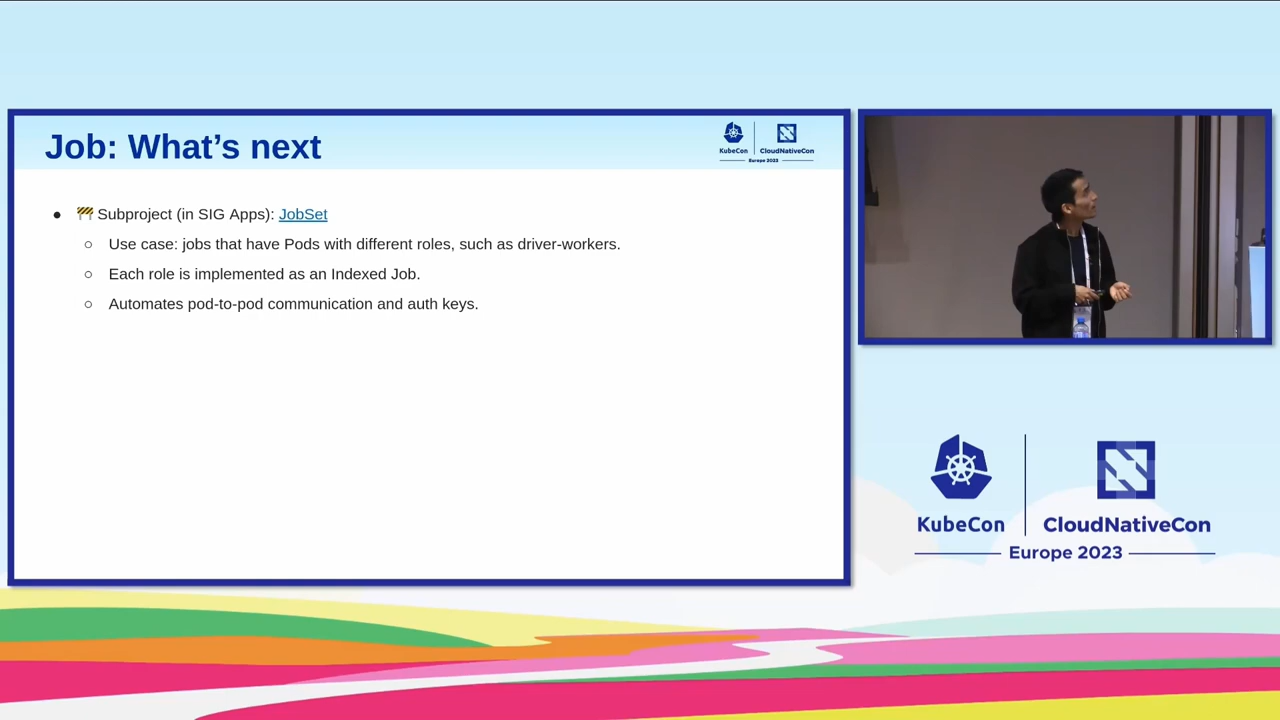 Job: What's next
KubeCon
CloudNativeCon
Europe 2023
● 🚧 Subproject (in SIG Apps): JobSet
○ Use case: jobs that have Pods with different roles, such as driver-workers.
○ Each role is implemented as an Indexed Job.
○ Automates pod-to-pod communication and auth keys.
KubeCon
CloudNativeCon
Europe 2023